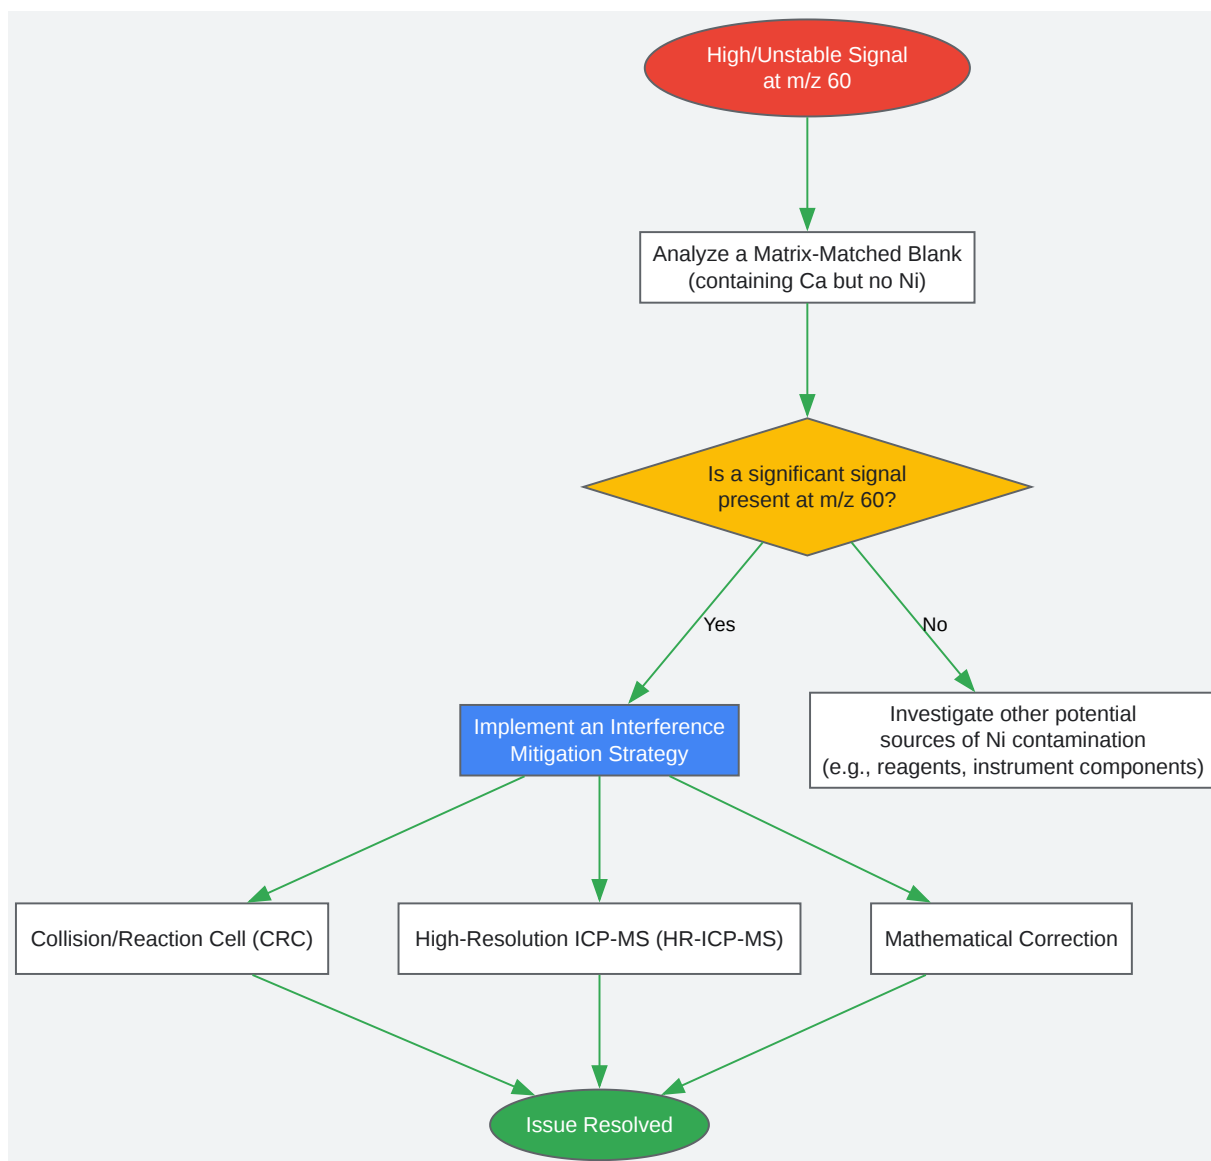 High/Unstable Signal
at m/z 60
Analyze a Matrix-Matched Blank
(containing Ca but no Ni)
Is a significant signal
present at m/z 60?
Yes
No
Implement an Interference
Mitigation Strategy
Investigate other potential
sources of Ni contamination
(e.g., reagents, instrument components)
Collision/Reaction Cell (CRC)
High-Resolution ICP-MS (HR-ICP-MS)
Mathematical Correction
Issue Resolved